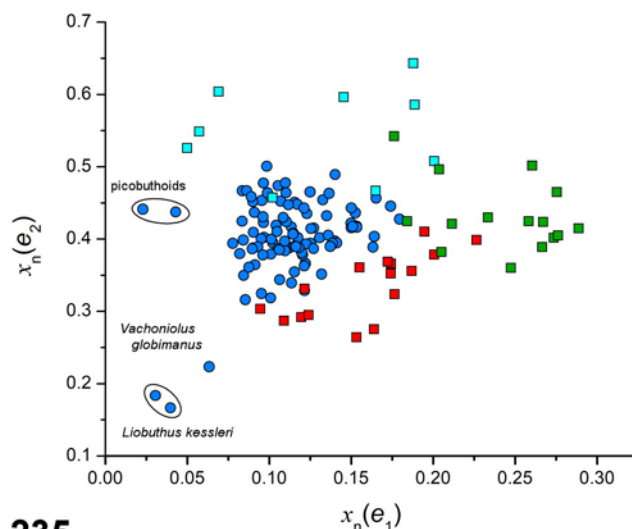 0.7
0.6
0.5
0.4
0.3
0.2
0.1
xn(e2)
picobuthoids
Vachoniolus
globimanus
Liobuthus kessleri
0.00 0.05 0.10 0.15 0.20 0.25 0.30
xn(e1)